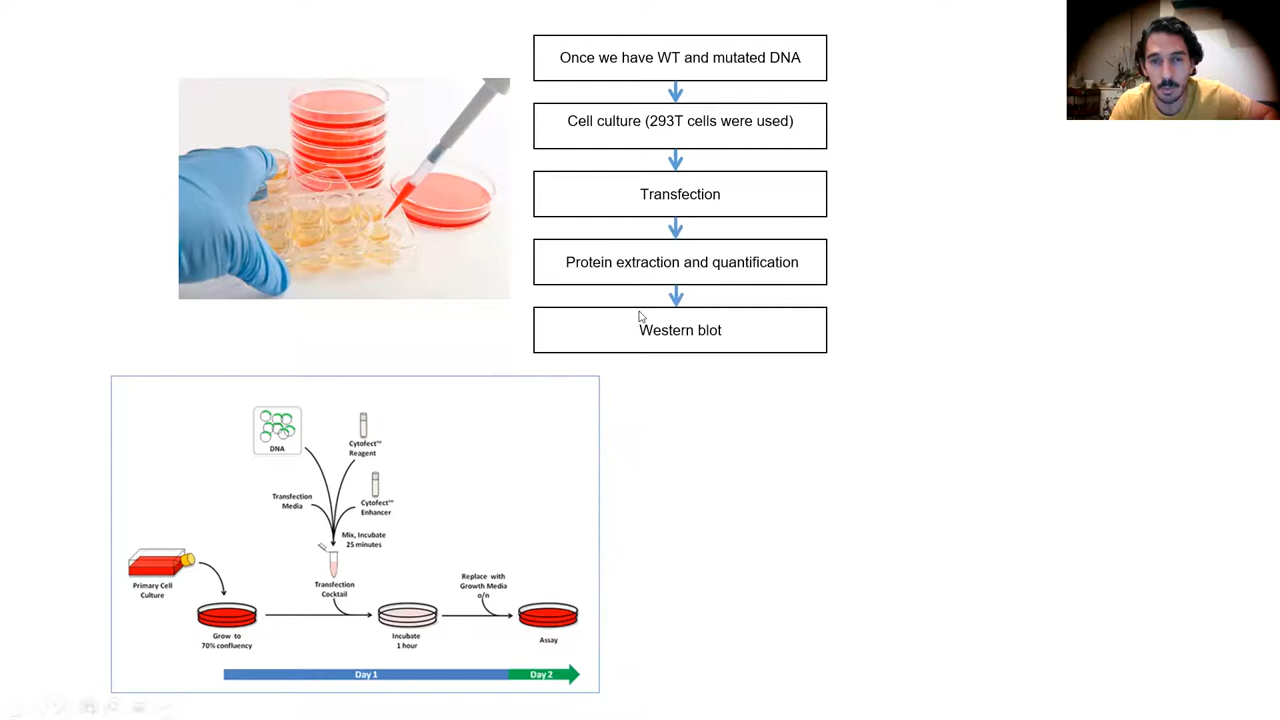 Once we have WT and mutated DNA
Cell culture (293T cells were used)
Transfection
Protein extraction and quantification
Western blot
DNA
Cytofect™
Reagent
Transfection
Media
Cytofect™
Enhancer
Mix, Incubate
25 minutes
Primary Cell
Culture
Transfection
Cocktail
Replace with
Growth Media
o/n
Grow to
70% confluency
Incubate
1 hour
Assay
Day 1
Day 2